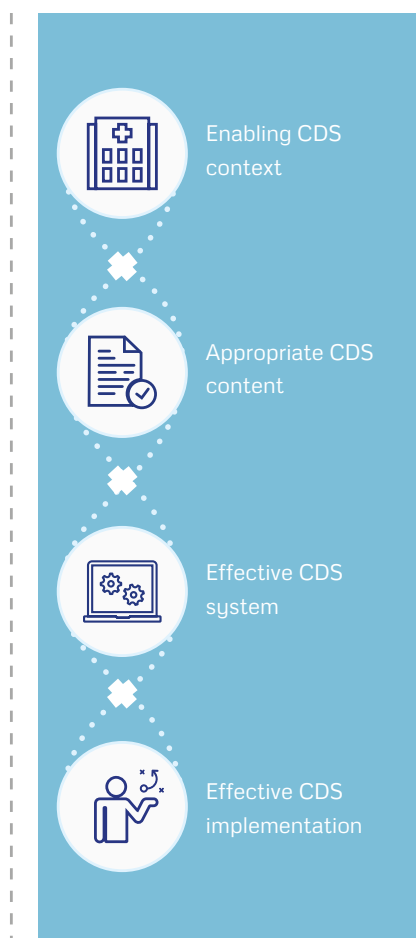 Enabling CDS
context
Appropriate CDS
content
Effective CDS
system
Effective CDS
implementation